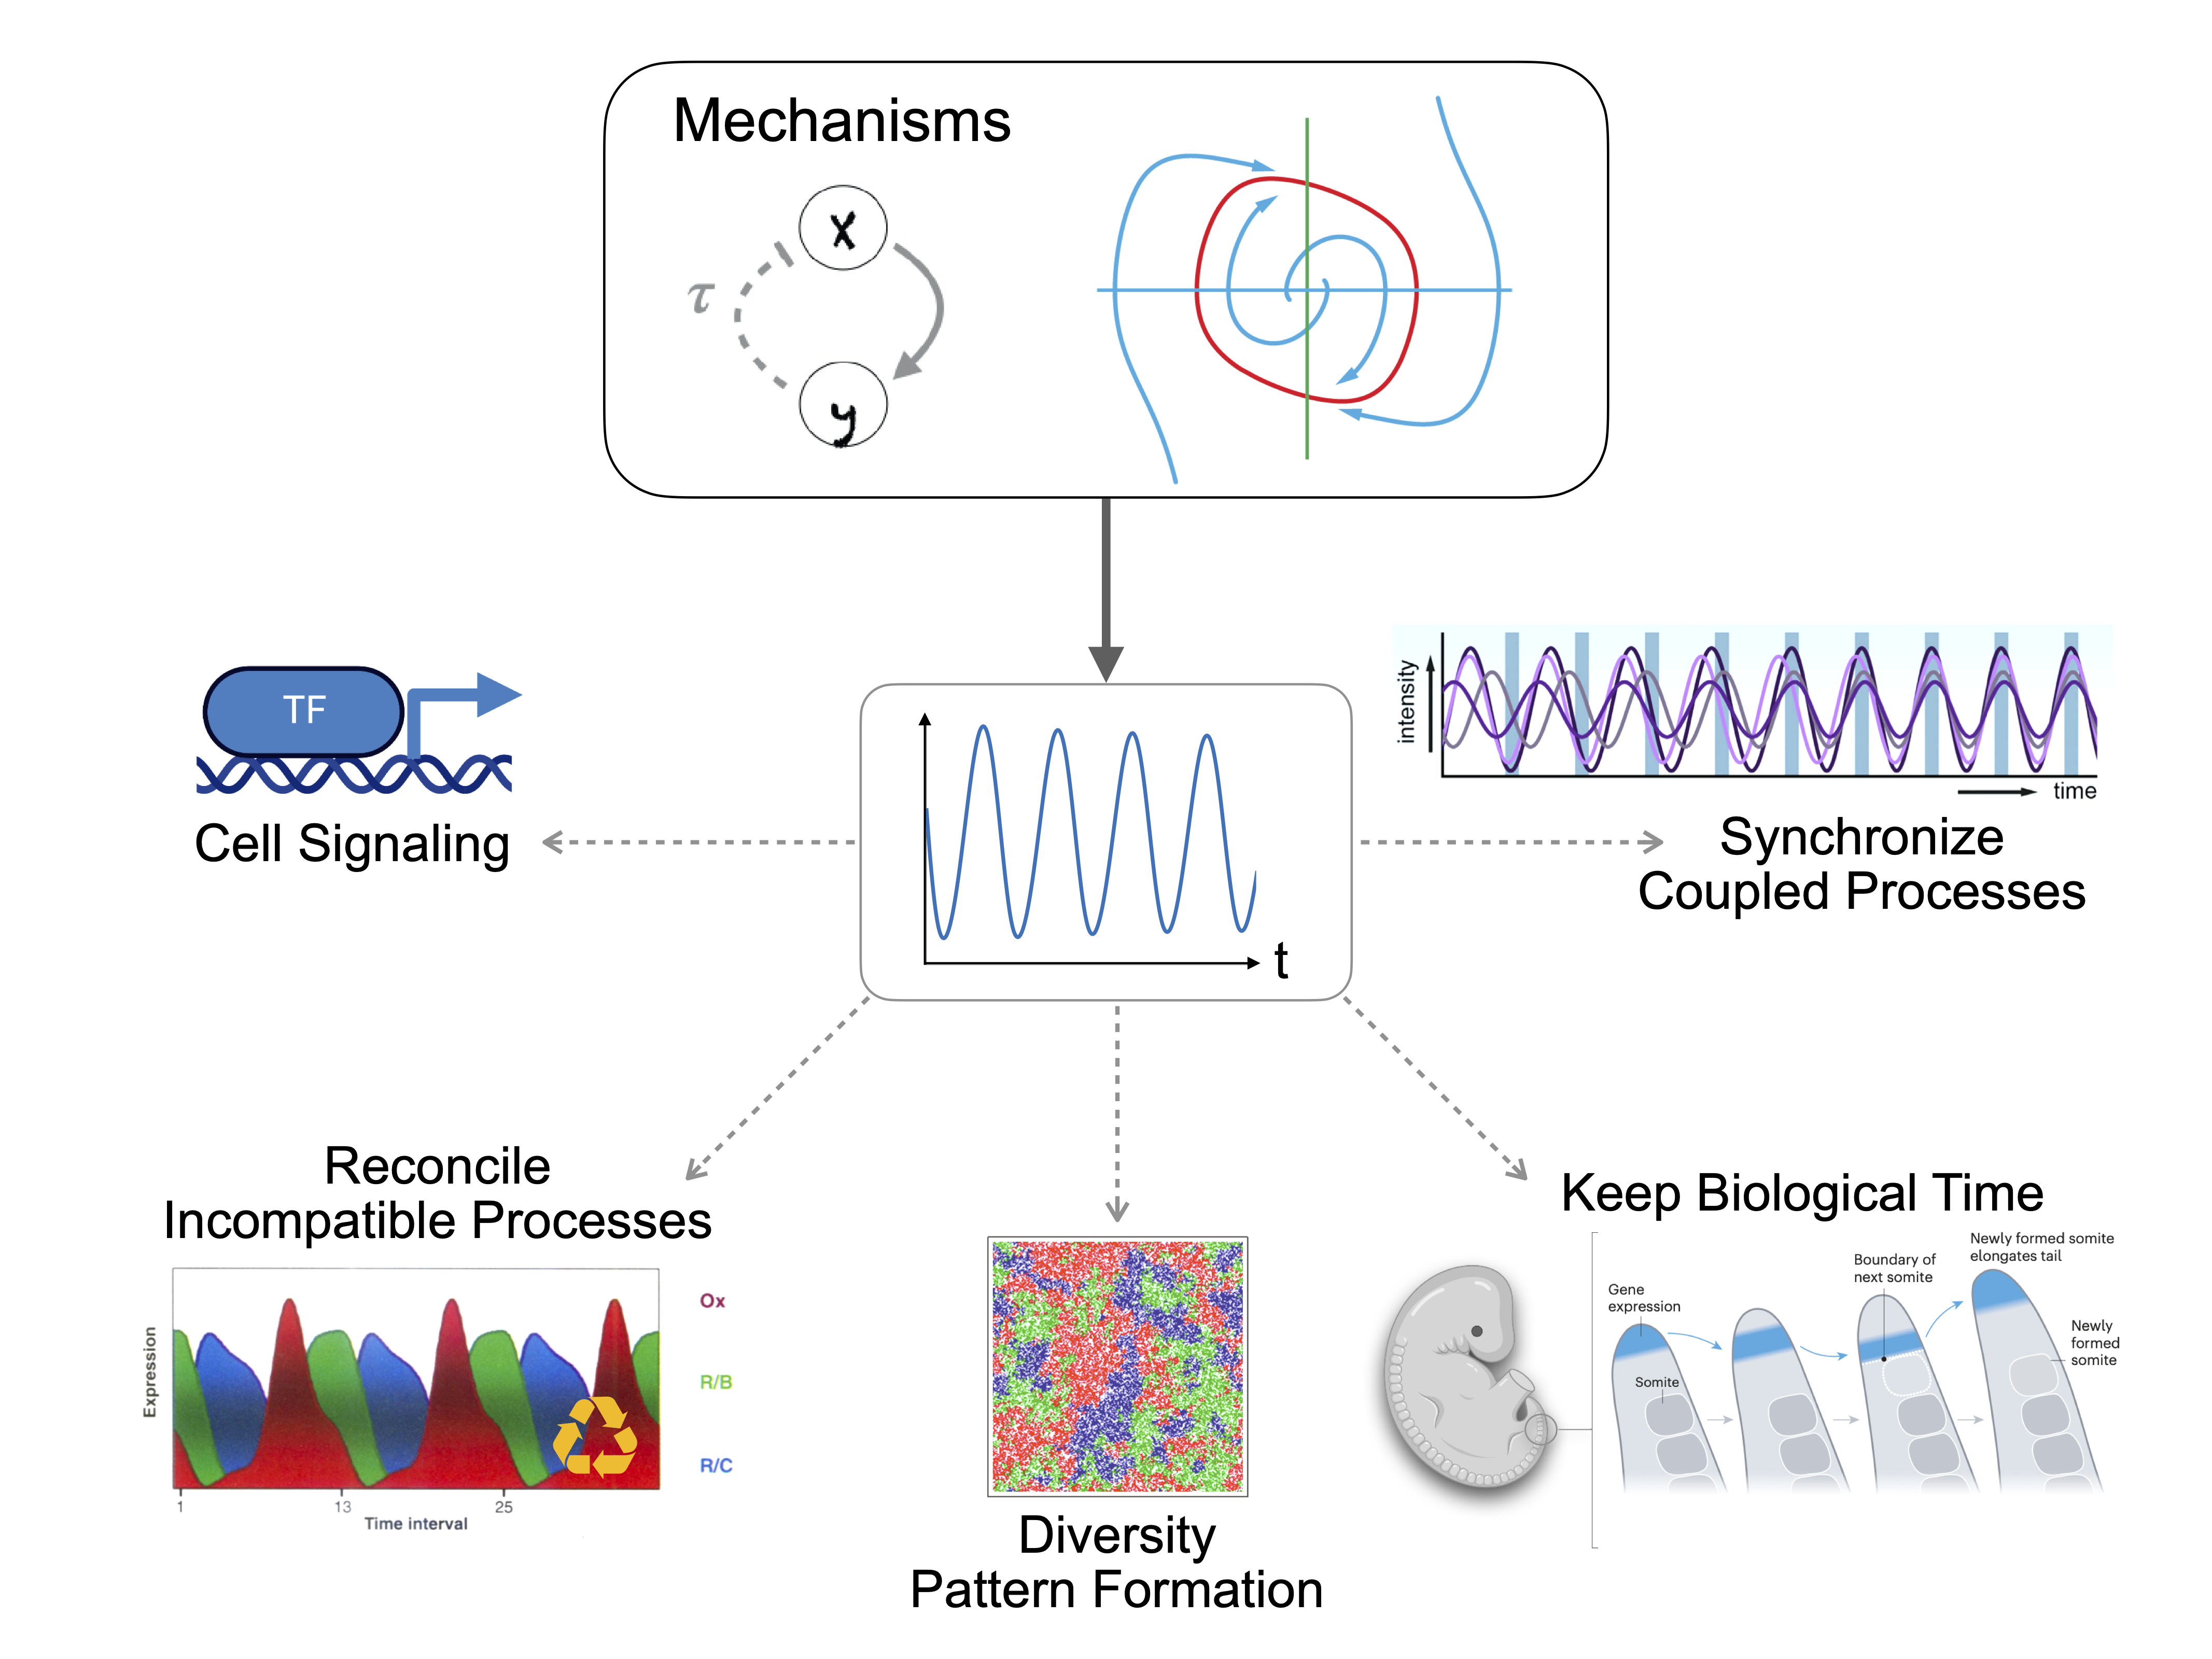 Mechanisms
x
τ
y
TF
Cell Signaling
t
intensity
time
Synchronize
Coupled Processes
Reconcile
Incompatible Processes
Expression
Ox
R/B
R/C
1 13 25
Time interval
Diversity
Pattern Formation
Keep Biological Time
Gene
expression
Somite
Boundary of
next somite
Newly formed somite
elongates tail
Newly
formed
somite